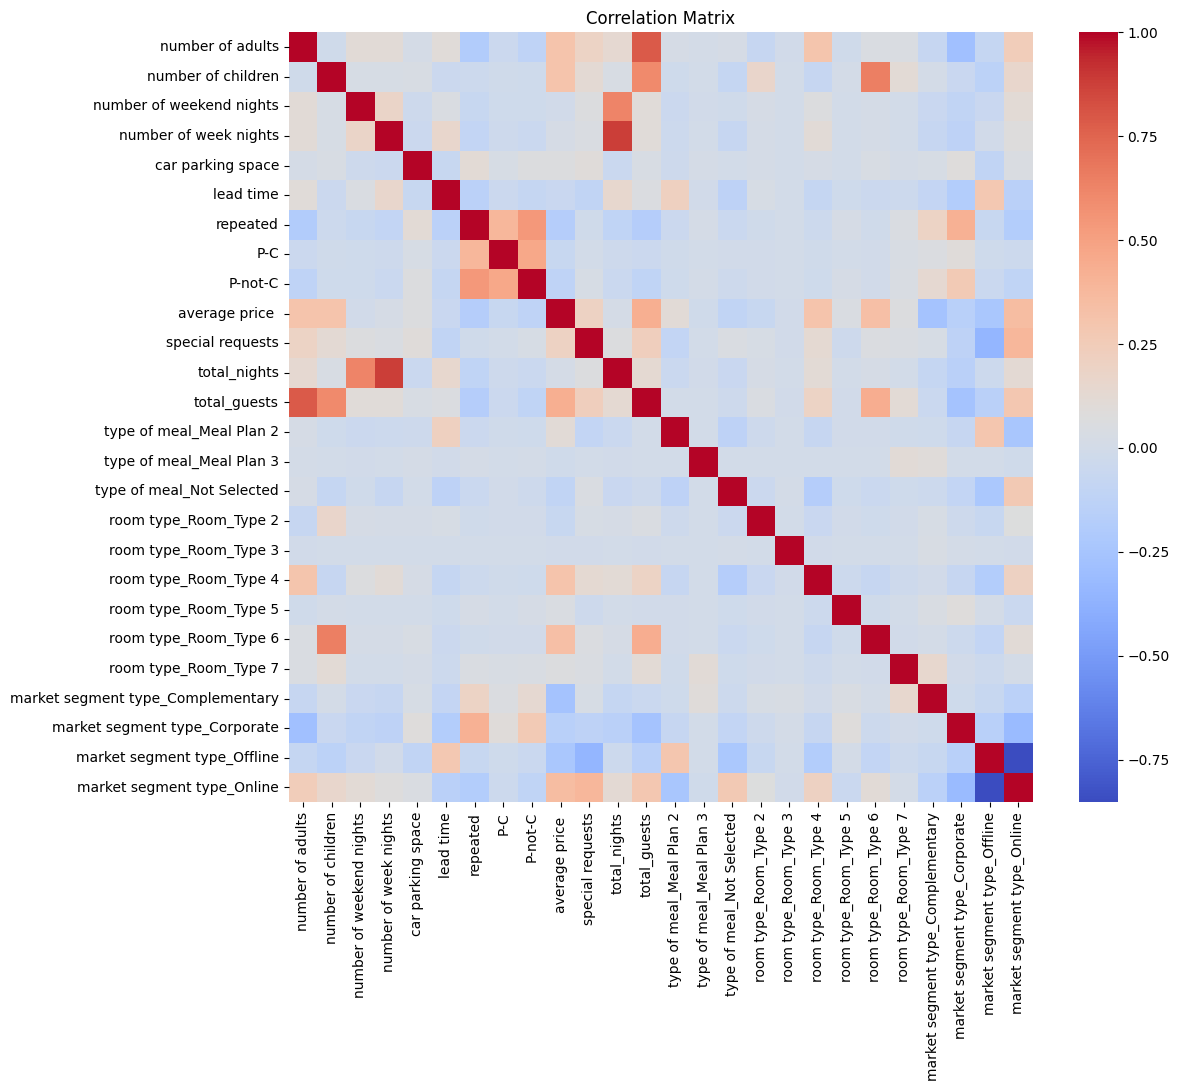 Correlation Matrix
number of adults
number of children
number of weekend nights
number of week nights
car parking space
lead time
repeated
P-C
P-not-C
average price
special requests
total_nights
total_guests
type of meal_Meal Plan 2
type of meal_Meal Plan 3
type of meal_Not Selected
room type_Room_Type 2
room type_Room_Type 3
room type_Room_Type 4
room type_Room_Type 5
room type_Room_Type 6
room type_Room_Type 7
market segment type_Complementary
market segment type_Corporate
market segment type_Offline
market segment type_Online
number of adults
number of children
number of weekend nights
number of week nights
car parking space
lead time
repeated
P-C
P-not-C
average price
special requests
total_nights
total_guests
type of meal_Meal Plan 2
type of meal_Meal Plan 3
type of meal_Not Selected
room type_Room_Type 2
room type_Room_Type 3
room type_Room_Type 4
room type_Room_Type 5
room type_Room_Type 6
room type_Room_Type 7
market segment type_Complementary
market segment type_Corporate
market segment type_Offline
market segment type_Online
1.00
0.75
0.50
0.25
0.00
−0.25
−0.50
−0.75